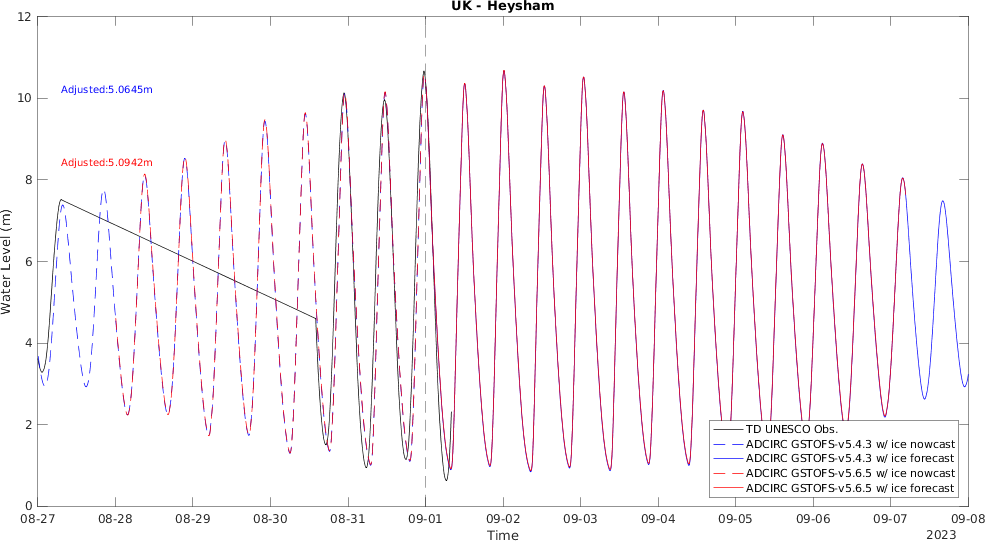 UK - Heysham
12
10
8
6
4
2
0
Water Level (m)
Adjusted:5.0645m
Adjusted:5.0942m
TD UNESCO Obs.
ADCIRC GSTOFS-v5.4.3 w/ ice nowcast
ADCIRC GSTOFS-v5.4.3 w/ ice forecast
ADCIRC GSTOFS-v5.6.5 w/ ice nowcast
ADCIRC GSTOFS-v5.6.5 w/ ice forecast
08-27 08-28 08-29 08-30 08-31 09-01 09-02 09-03 09-04 09-05 09-06 09-07 09-08
Time
2023